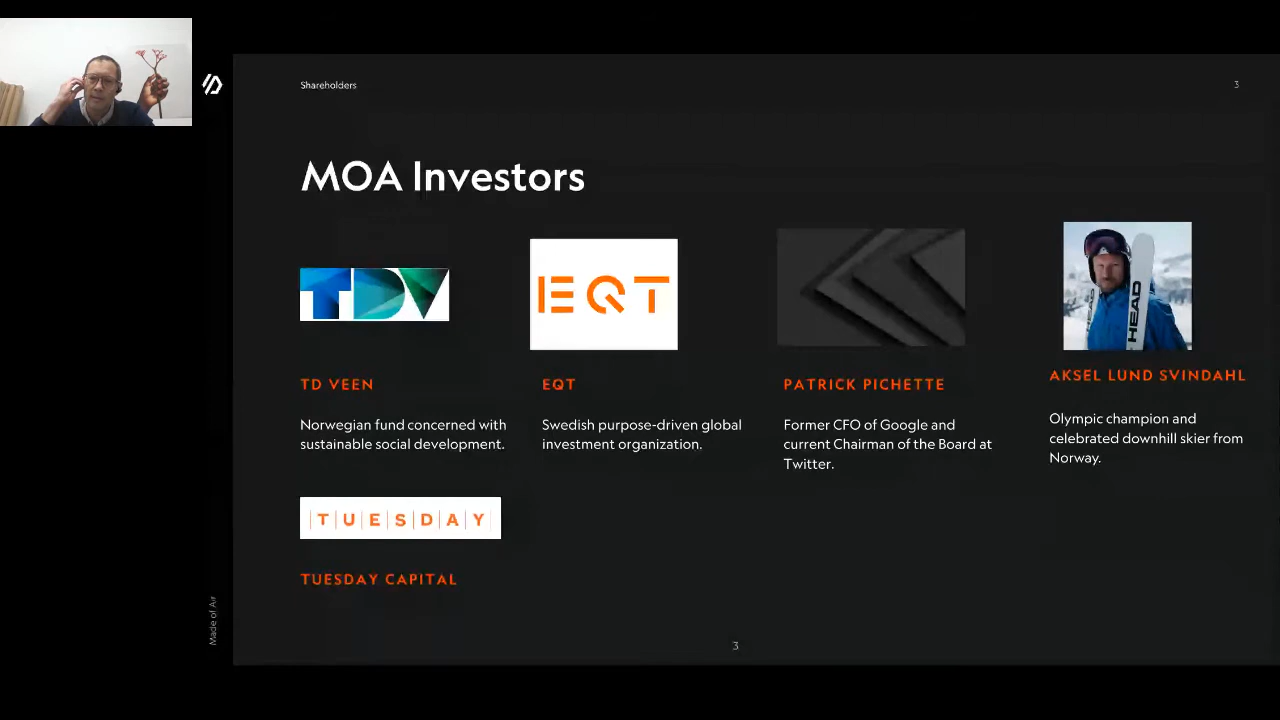 Shareholders
3
MOA Investors
TDV
EQT
HEAD
TD VEEN
EQT
PATRICK PICHETTE
AKSEL LUND SVINDAHL
Norwegian fund concerned with
sustainable social development.
Swedish purpose-driven global
investment organization.
Former CFO of Google and
current Chairman of the Board at
Twitter.
Olympic champion and
celebrated downhill skier from
Norway.
TUESDAY
TUESDAY CAPITAL
Made of Air
3